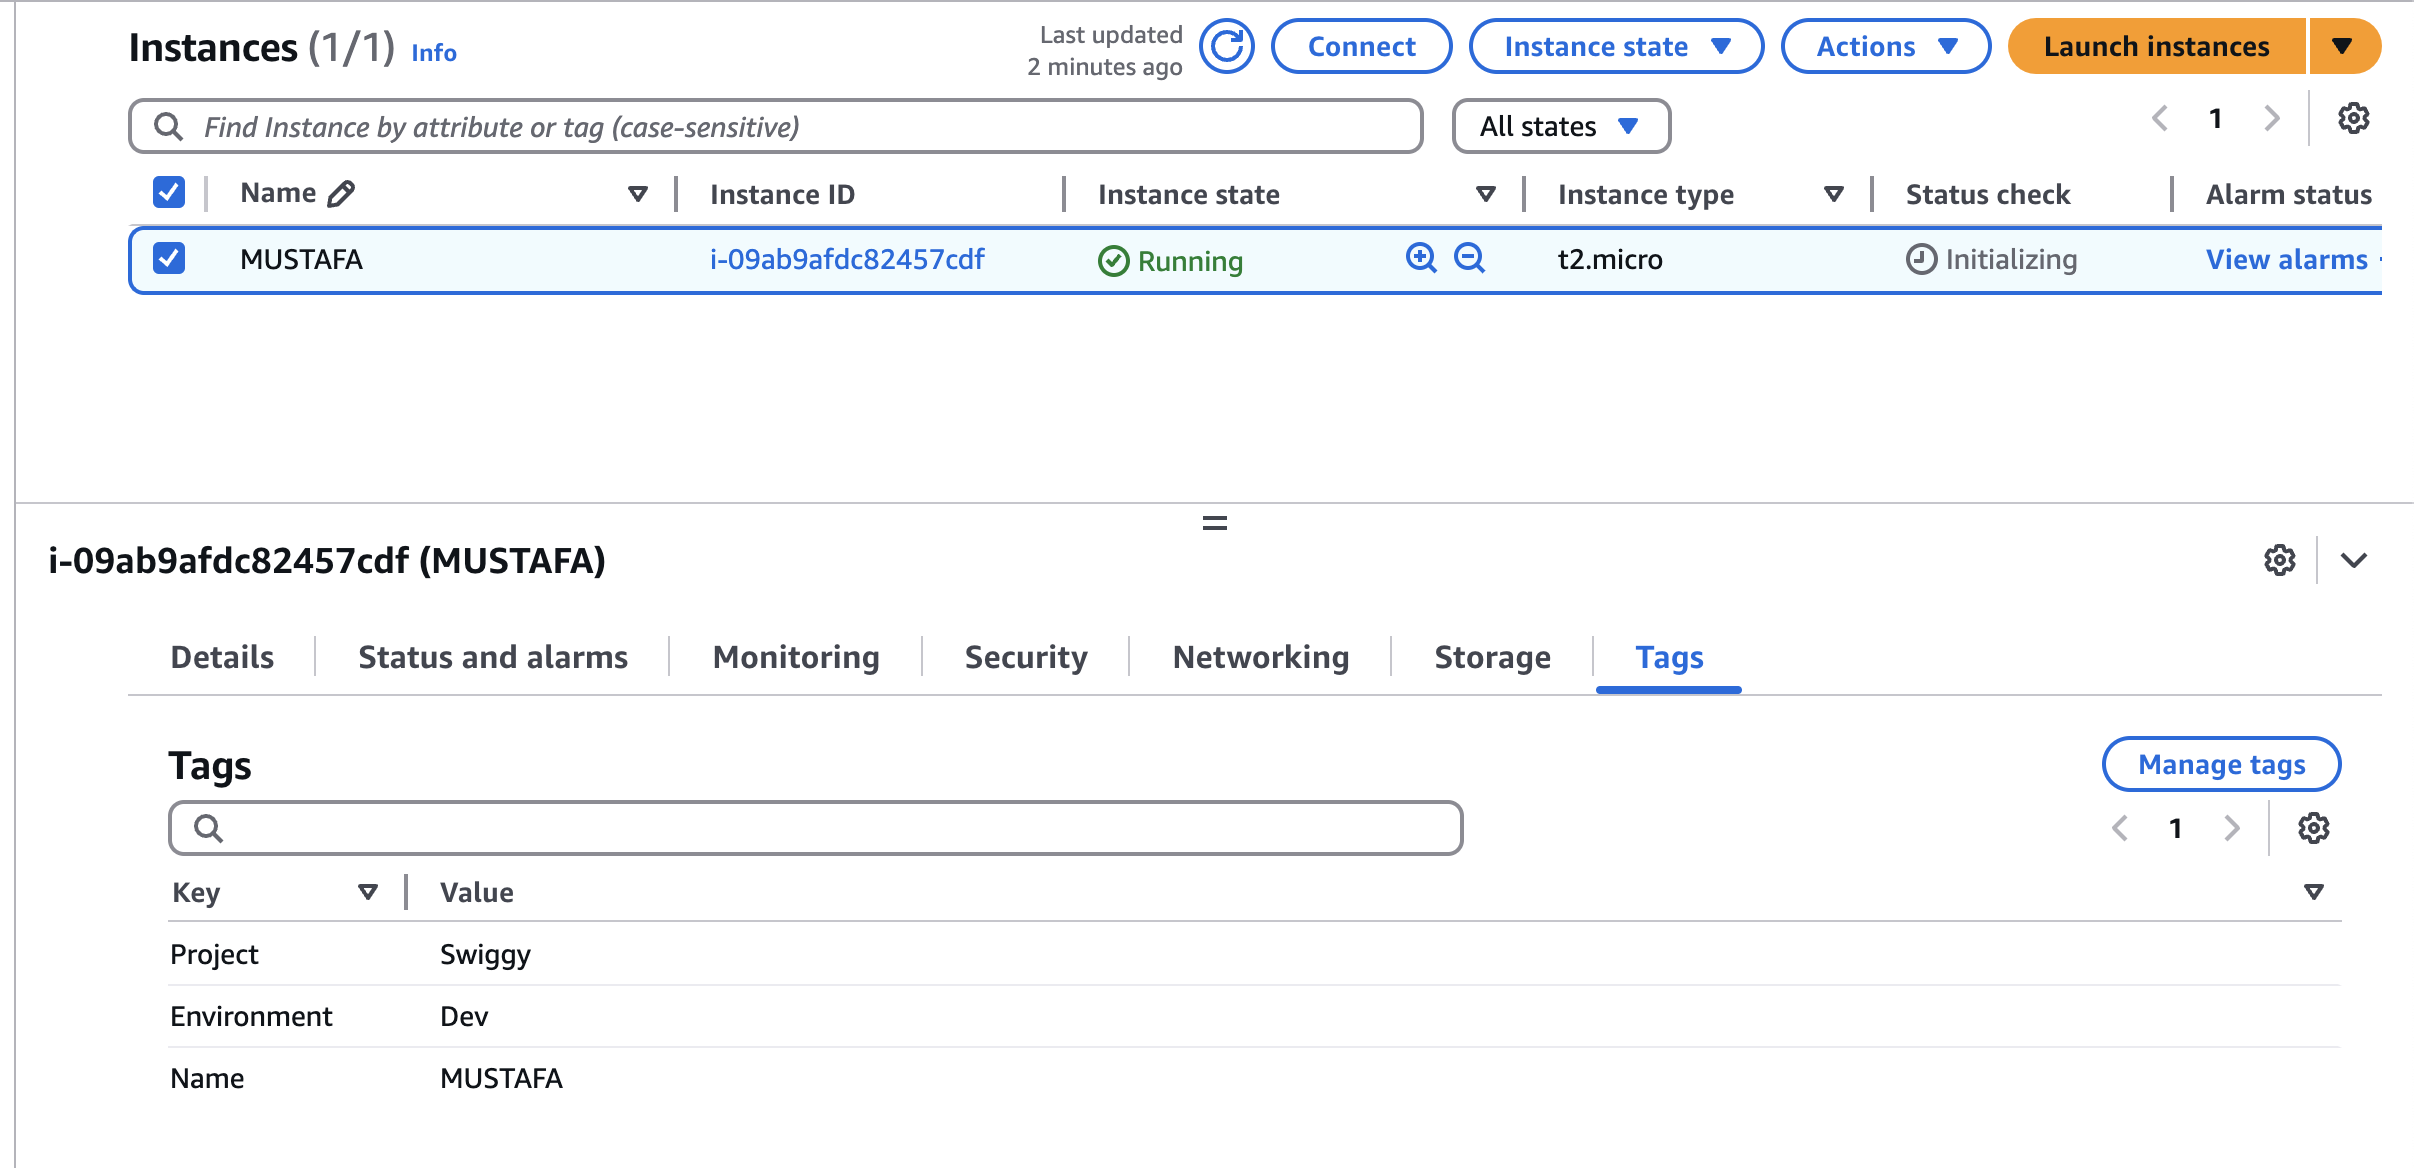 Instances (1/1) Info
Last updated
2 minutes ago
Connect
Instance state
Actions
Launch instances
Find Instance by attribute or tag (case-sensitive)
All states
1
Name Instance ID Instance state Instance type Status check Alarm status
MUSTAFA i-09ab9afdc82457cdf Running t2.micro Initializing View alarms
i-09ab9afdc82457cdf (MUSTAFA)
Details Status and alarms Monitoring Security Networking Storage Tags
Tags
Manage tags
1
Key Value
Project Swiggy
Environment Dev
Name MUSTAFA